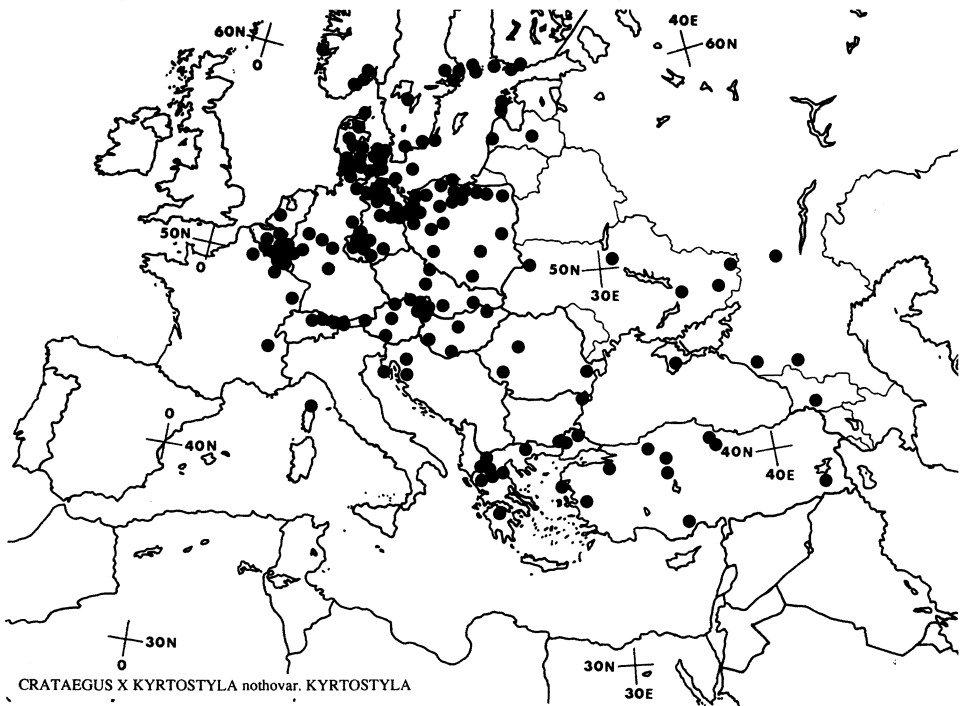 40E
60N
60N
0
50N
0
50N
30E
0
40N
40N
40E
30N
0
30N
30E
CRATAEGUS X KYRTOSTYLA nothovar. KYRTOSTYLA